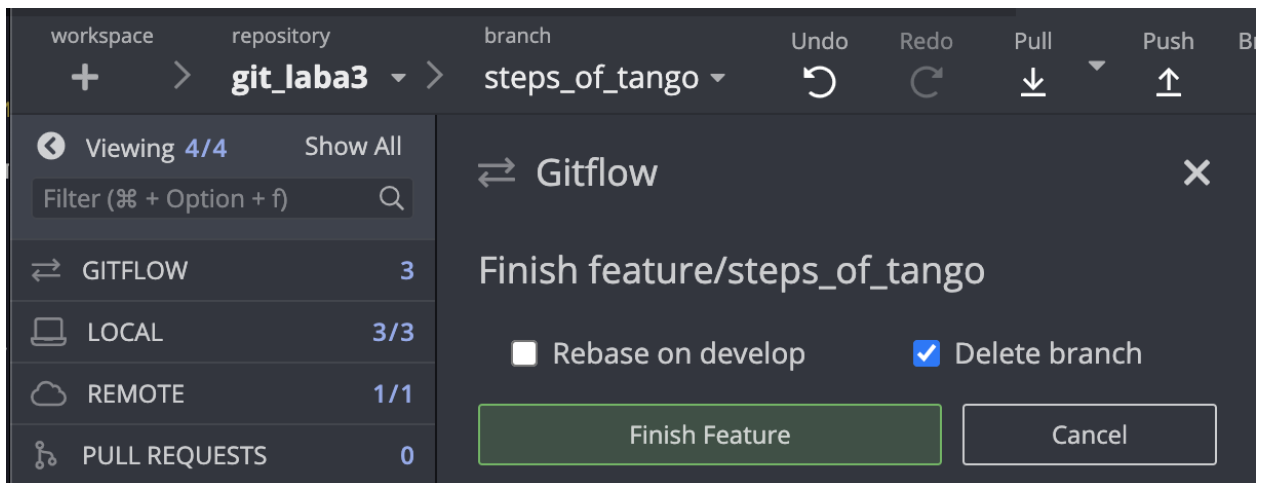 workspace repository branch Undo Redo Pull Push
+ git_laba3 steps_of_tango
Viewing 4/4 Show All
Filter (⌘ + Option + f)
GITFLOW 3
LOCAL 3/3
REMOTE 1/1
PULL REQUESTS 0
Gitflow
Finish feature/steps_of_tango
Rebase on develop Delete branch
Finish Feature Cancel